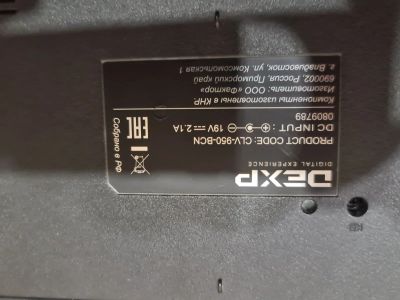 DEXP
DIGITAL EXPERIENCE
PRODUCT CODE: CLV-950-BCN
DC INPUT: 19V 2.1A
0809789
Компоненты изготовлены в КНР.
Изготовитель: ООО «Фактор»
690002, Россия, Приморский край
г. Владивосток, ул. Комсомольская 1
EAC
Собрано в РФ